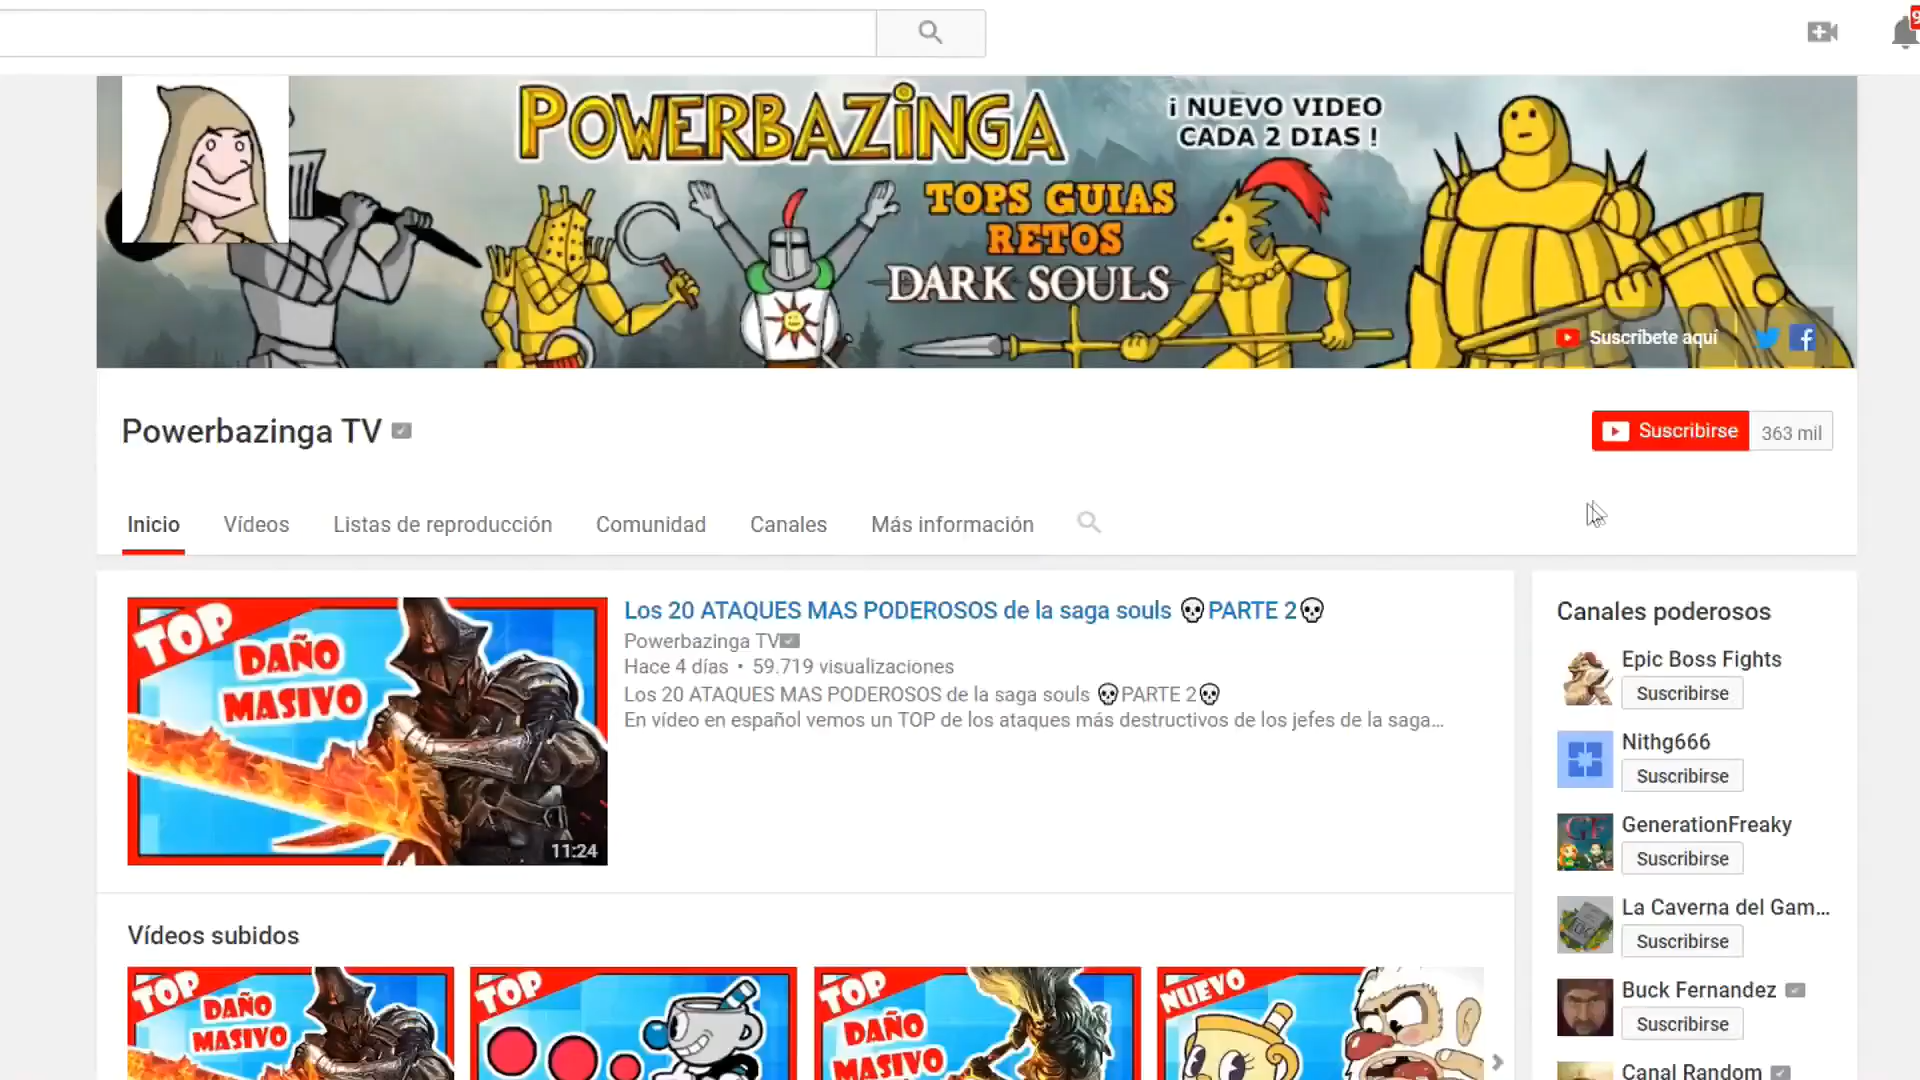 9
POWERBAZiNGA
¡ NUEVO VIDEO
CADA 2 DIAS !
TOPS GUIAS
RETOS
DARK SOULS
Suscríbete aquí
Powerbazinga TV
Suscribirse 363 mil
Inicio Vídeos Listas de reproducción Comunidad Canales Más información
TOP
DAÑO
MASIVO
11:24
Los 20 ATAQUES MAS PODEROSOS de la saga souls 💀PARTE 2💀
Powerbazinga TV
Hace 4 días • 59.719 visualizaciones
Los 20 ATAQUES MAS PODEROSOS de la saga souls 💀PARTE 2💀
En vídeo en español vemos un TOP de los ataques más destructivos de los jefes de la saga...
Vídeos subidos
TOP
DAÑO
MASIVO
TOP
TOP
DAÑO
MASIVO
NUEVO
Canales poderosos
Epic Boss Fights
Suscribirse
Nithg666
Suscribirse
GF
GenerationFreaky
Suscribirse
La Caverna del Gam...
Suscribirse
Buck Fernandez
Suscribirse
Canal Random